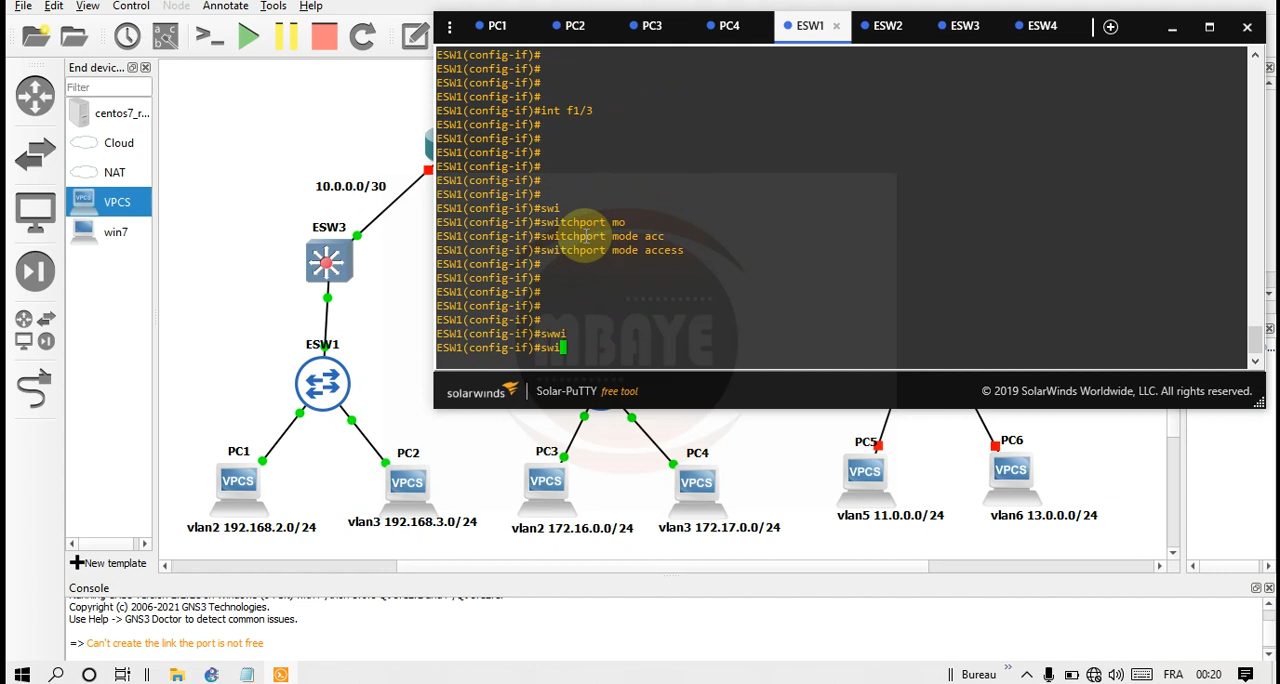 File Edit View Control Node Annotate Tools Help
PC1 PC2 PC3 PC4 ESW1 × ESW2 ESW3 ESW4
ESW1(config-if)#
ESW1(config-if)#
ESW1(config-if)#
ESW1(config-if)#
ESW1(config-if)#int f1/3
ESW1(config-if)#
ESW1(config-if)#
ESW1(config-if)#
ESW1(config-if)#
ESW1(config-if)#
ESW1(config-if)#
ESW1(config-if)#swi
ESW1(config-if)#switchport mo
ESW1(config-if)#switchport mode acc
ESW1(config-if)#switchport mode access
ESW1(config-if)#
ESW1(config-if)#
ESW1(config-if)#
ESW1(config-if)#
ESW1(config-if)#
ESW1(config-if)#swwi
ESW1(config-if)#swi
MBAYE
solarwinds Solar-PuTTY free tool
© 2019 SolarWinds Worldwide, LLC. All rights reserved.
End devic...
Filter
centos7_r...
Cloud
NAT
VPCS
win7
New template
10.0.0.0/30
ESW3
ESW1
PC1
VPCS
vlan2 192.168.2.0/24
PC2
VPCS
vlan3 192.168.3.0/24
PC3
VPCS
vlan2 172.16.0.0/24
PC4
VPCS
vlan3 172.17.0.0/24
PC5
VPCS
vlan5 11.0.0.0/24
PC6
VPCS
vlan6 13.0.0.0/24
Console
Copyright (c) 2006-2021 GNS3 Technologies.
Use Help -> GNS3 Doctor to detect common issues.
=> Can't create the link the port is not free
Bureau » FRA 00:20